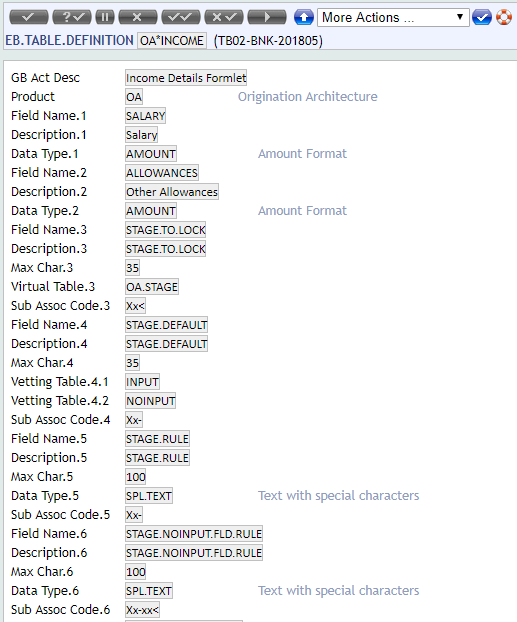 More Actions ...
EB.TABLE.DEFINITION OA*INCOME (TB02-BNK-201805)
GB Act Desc Income Details Formlet
Product OA Origination Architecture
Field Name.1 SALARY
Description.1 Salary
Data Type.1 AMOUNT Amount Format
Field Name.2 ALLOWANCES
Description.2 Other Allowances
Data Type.2 AMOUNT Amount Format
Field Name.3 STAGE.TO.LOCK
Description.3 STAGE.TO.LOCK
Max Char.3 35
Virtual Table.3 OA.STAGE
Sub Assoc Code.3 Xx<
Field Name.4 STAGE.DEFAULT
Description.4 STAGE.DEFAULT
Max Char.4 35
Vetting Table.4.1 INPUT
Vetting Table.4.2 NOINPUT
Sub Assoc Code.4 Xx-
Field Name.5 STAGE.RULE
Description.5 STAGE.RULE
Max Char.5 100
Data Type.5 SPL.TEXT Text with special characters
Sub Assoc Code.5 Xx-
Field Name.6 STAGE.NOINPUT.FLD.RULE
Description.6 STAGE.NOINPUT.FLD.RULE
Max Char.6 100
Data Type.6 SPL.TEXT Text with special characters
Sub Assoc Code.6 Xx-xx<